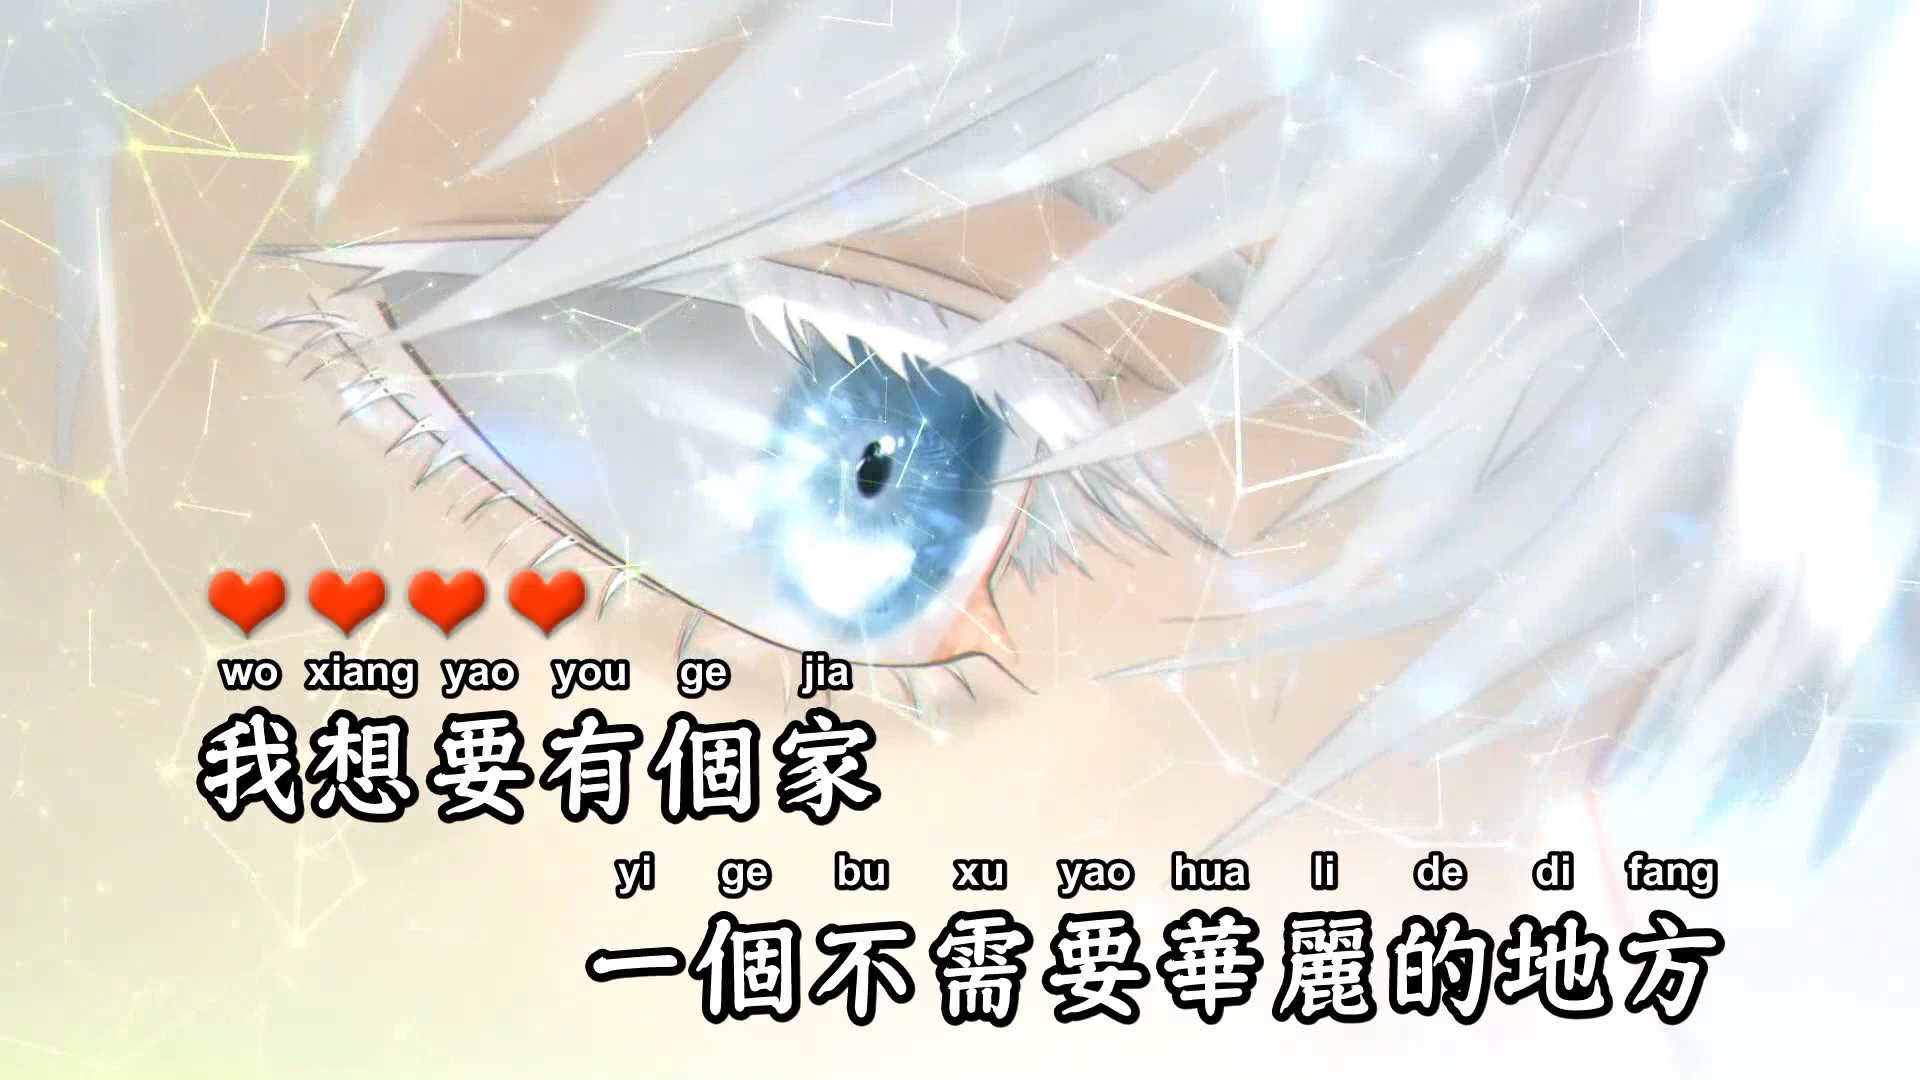 wo xiang yao you ge jia
我想要有個家
yi ge bu xu yao hua li de di fang
一個不需要華麗的地方